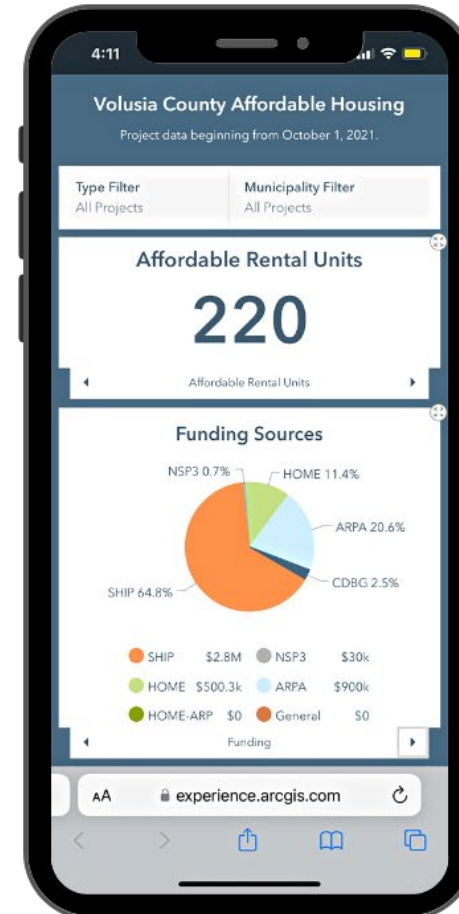 4:11
Volusia County Affordable Housing
Project data beginning from October 1, 2021.
Type Filter Municipality Filter
All Projects All Projects
Affordable Rental Units
220
Affordable Rental Units
Funding Sources
NSP3 0.7% HOME 11.4%
ARPA 20.6%
CDBG 2.5%
SHIP 64.8%
SHIP $2.8M NSP3 $30k
HOME $500.3k ARPA $900k
HOME-ARP $0 General $0
Funding
AA experience.arcgis.com